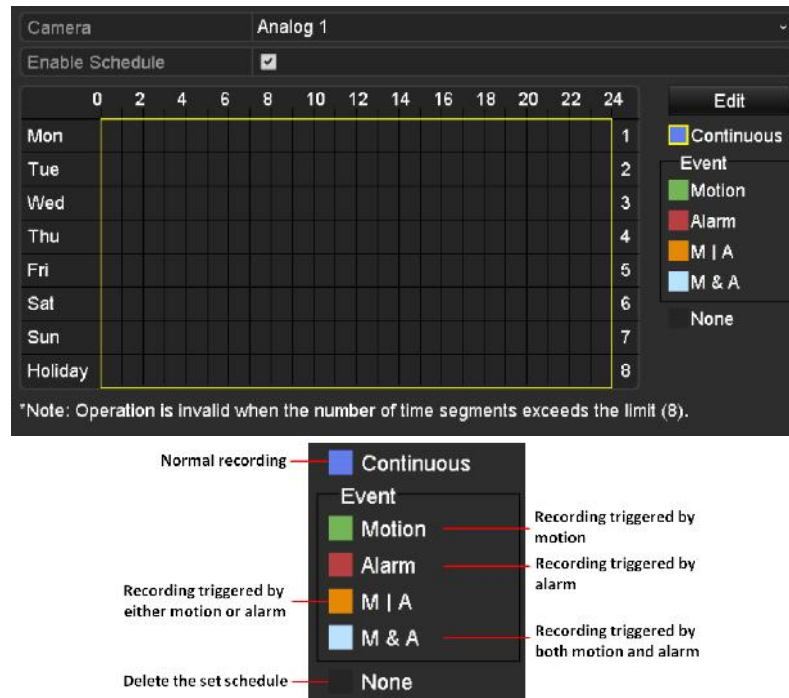 Camera Analog 1
Enable Schedule
0 2 4 6 8 10 12 14 16 18 20 22 24
Edit
Mon 1
Continuous
Tue 2
Event
Motion
Wed 3
Alarm
Thu 4
M | A
Fri 5
M & A
Sat 6
None
Sun 7
Holiday 8
*Note: Operation is invalid when the number of time segments exceeds the limit (8).
Normal recording Continuous
Event
Motion Recording triggered by
motion
Alarm Recording triggered by
alarm
Recording triggered by
either motion or alarm M | A
M & A Recording triggered by
both motion and alarm
Delete the set schedule None